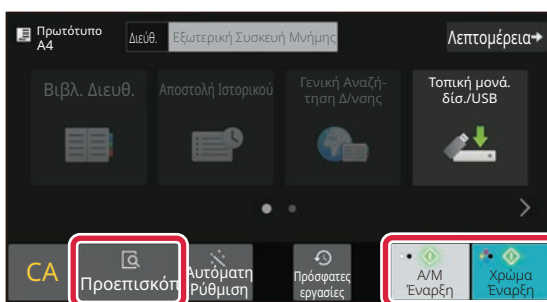 Πρωτότυπο
A4
Διεύθ.
Εξωτερική Συσκευή Μνήμης
Λεπτομέρεια
Βιβλ. Διευθ.
Αποστολή Ιστορικού
Γενική Αναζή-
τηση Δ/νσης
Τοπική μονά.
δίσ./USB
CA
Προεπισκόπ
Αυτόματη
Ρύθμιση
Πρόσφατες
εργασίες
Α/Μ
Έναρξη
Χρώμα
Έναρξη